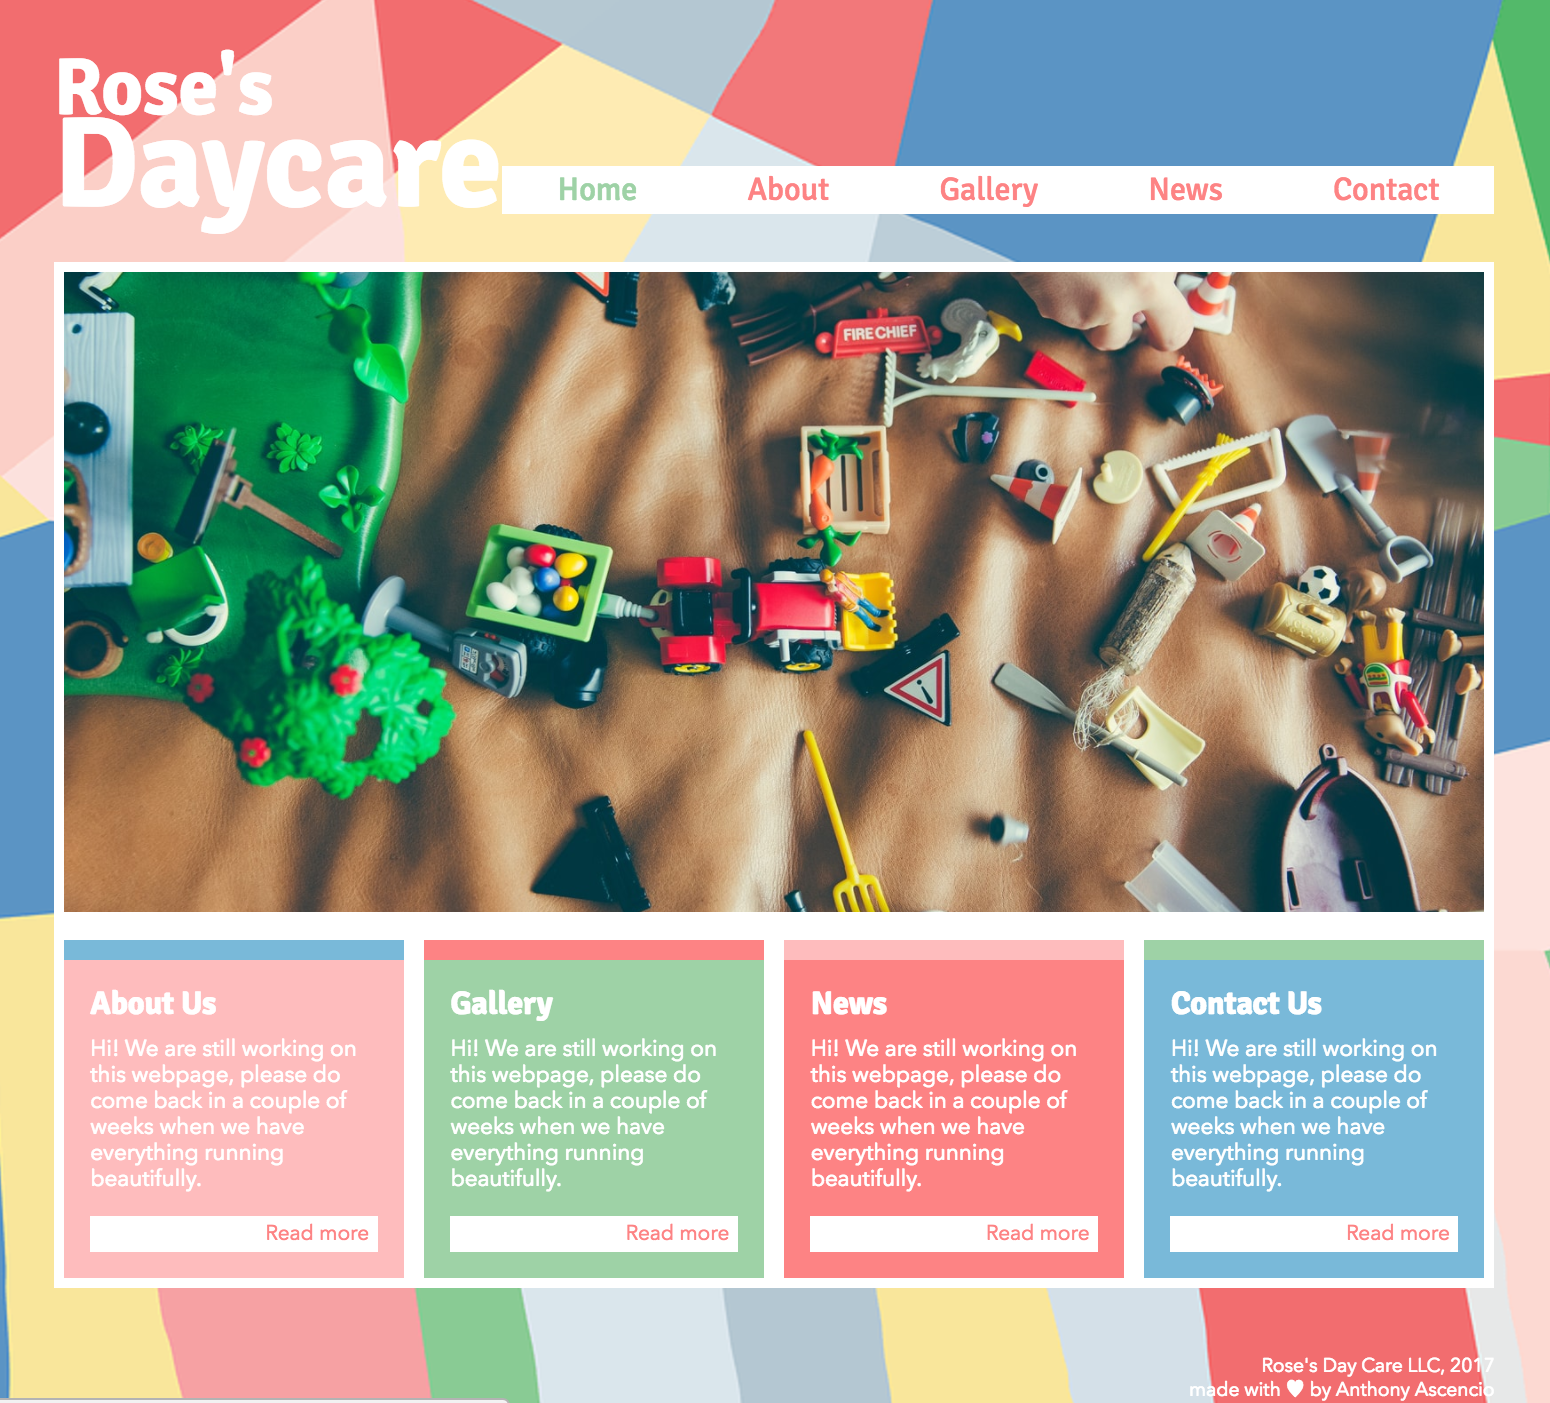 Rose's
Daycare
Home About Gallery News Contact
FIRE CHIEF
About Us
Hi! We are still working on
this webpage, please do
come back in a couple of
weeks when we have
everything running
beautifully.
Read more
Gallery
Hi! We are still working on
this webpage, please do
come back in a couple of
weeks when we have
everything running
beautifully.
Read more
News
Hi! We are still working on
this webpage, please do
come back in a couple of
weeks when we have
everything running
beautifully.
Read more
Contact Us
Hi! We are still working on
this webpage, please do
come back in a couple of
weeks when we have
everything running
beautifully.
Read more
Rose's Day Care LLC, 2017
made with ♥ by Anthony Ascencio